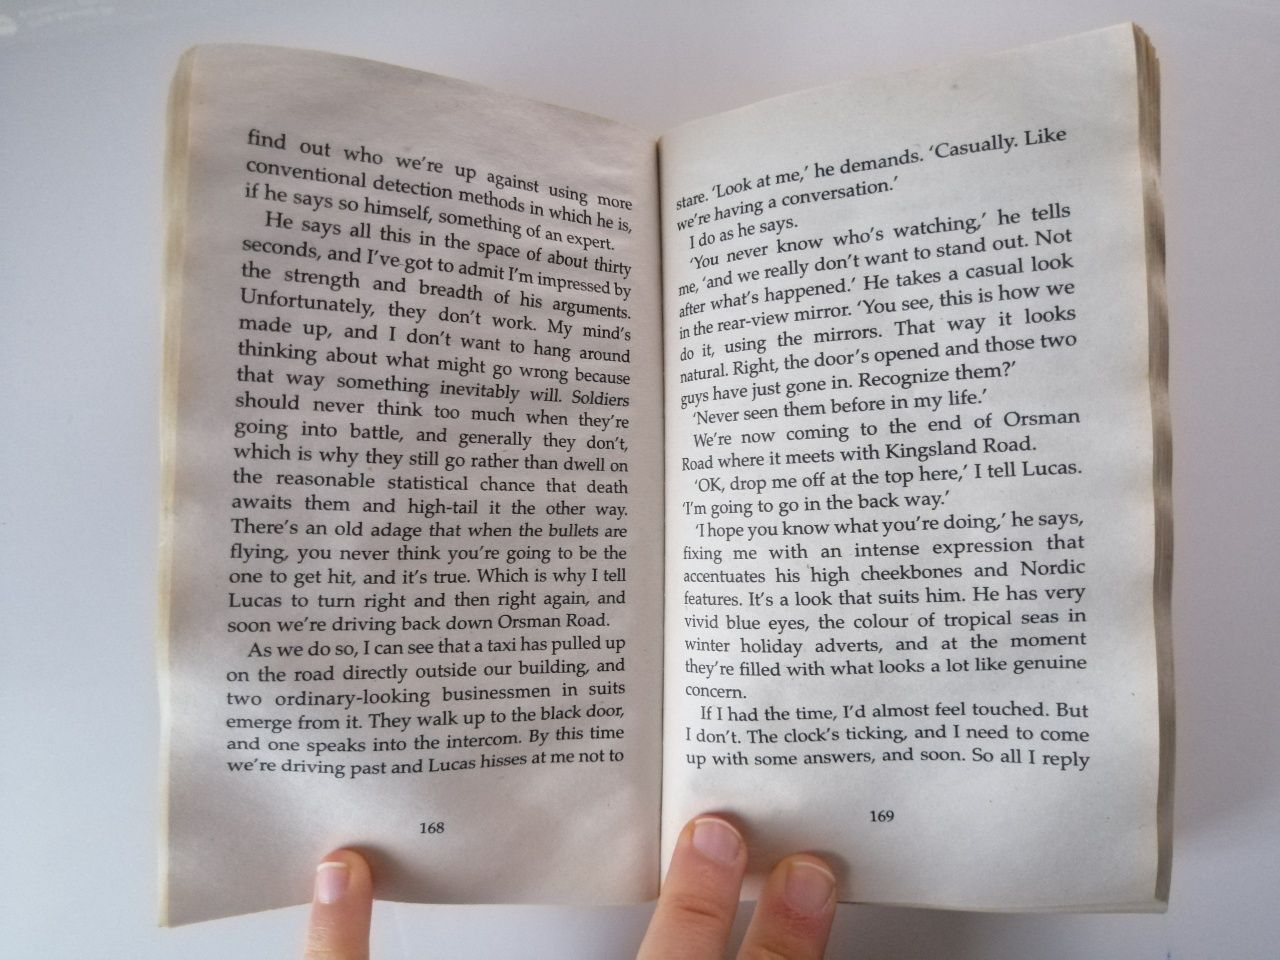 find out who we're up against using more
conventional detection methods in which he is,
if he says so himself, something of an expert.
He says all this in the space of about thirty
seconds, and I've got to admit I'm impressed by
the strength and breadth of his arguments.
Unfortunately, they don't work. My mind's
made up, and I don't want to hang around
thinking about what might go wrong because
that way something inevitably will. Soldiers
should never think too much when they're
going into battle, and generally they don't,
which is why they still go rather than dwell on
the reasonable statistical chance that death
awaits them and high-tail it the other way.
There's an old adage that when the bullets are
flying, you never think you're going to be the
one to get hit, and it's true. Which is why I tell
Lucas to turn right and then right again, and
soon we're driving back down Orsman Road.
As we do so, I can see that a taxi has pulled up
on the road directly outside our building, and
two ordinary-looking businessmen in suits
emerge from it. They walk up to the black door,
and one speaks into the intercom. By this time
we're driving past and Lucas hisses at me not to
168
stare. 'Look at me,' he demands. 'Casually. Like
we're having a conversation.'
I do as he says.
'You never know who's watching,' he tells
me, 'and we really don't want to stand out. Not
after what's happened.' He takes a casual look
in the rear-view mirror. 'You see, this is how we
do it, using the mirrors. That way it looks
natural. Right, the door's opened and those two
guys have just gone in. Recognize them?'
'Never seen them before in my life.'
We're now coming to the end of Orsman
Road where it meets with Kingsland Road.
'OK, drop me off at the top here,' I tell Lucas.
'I'm going to go in the back way.'
'I hope you know what you're doing,' he says,
fixing me with an intense expression that
accentuates his high cheekbones and Nordic
features. It's a look that suits him. He has very
vivid blue eyes, the colour of tropical seas in
winter holiday adverts, and at the moment
they're filled with what looks a lot like genuine
concern.
If I had the time, I'd almost feel touched. But
I don't. The clock's ticking, and I need to come
up with some answers, and soon. So all I reply
169